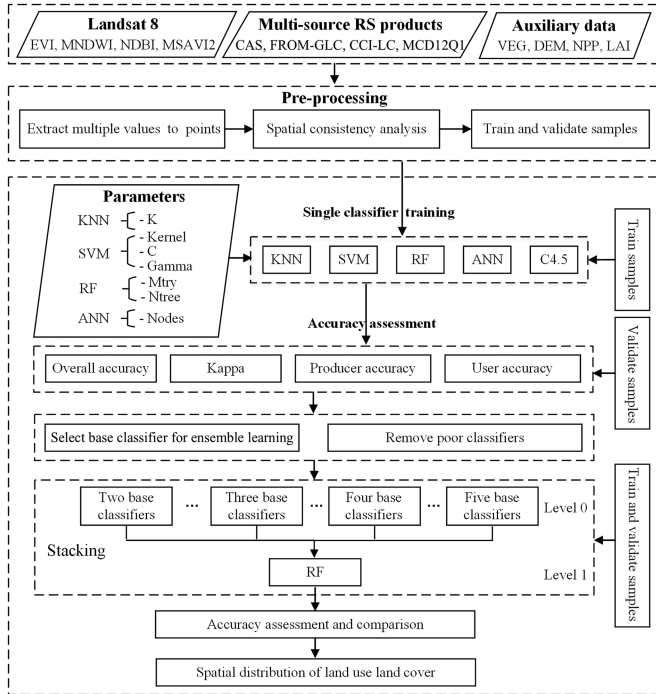 Landsat 8
EVI, MNDWI, NDBI, MSAVI2
Multi-source RS products
CAS, FROM-GLC, CCI-LC, MCD12Q1
Auxiliary data
VEG, DEM, NPP, LAI
Pre-processing
Extract multiple values to points
Spatial consistency analysis
Train and validate samples
Parameters
KNN - K
SVM - Kernel
- C
- Gamma
RF - Mtry
- Ntree
ANN - Nodes
Single classifier training
KNN
SVM
RF
ANN
C4.5
Train samples
Accuracy assessment
Overall accuracy
Kappa
Producer accuracy
User accuracy
Validate samples
Select base classifier for ensemble learning
Remove poor classifiers
Two base
classifiers
...
Three base
classifiers
...
Four base
classifiers
...
Five base
classifiers
Level 0
Stacking
RF
Level 1
Train and validate
samples
Accuracy assessment and comparison
Spatial distribution of land use land cover